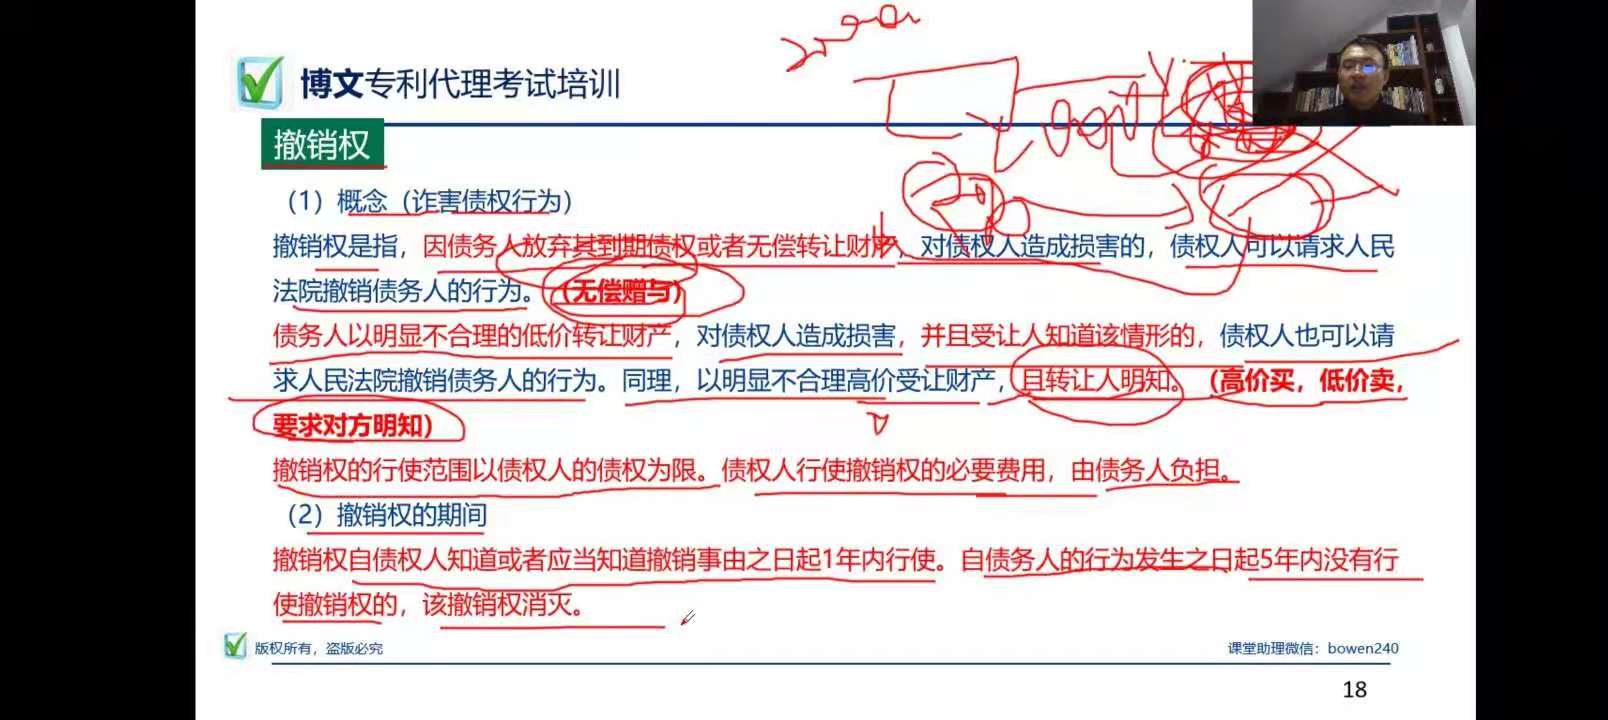 博文专利代理考试培训
撤销权
（1）概念（诈害债权行为）
撤销权是指，因债务人放弃其到期债权或者无偿转让财产，对债权人造成损害的，债权人可以请求人民
法院撤销债务人的行为。（无偿赠与）
债务人以明显不合理的低价转让财产，对债权人造成损害，并且受让人知道该情形的，债权人也可以请
求人民法院撤销债务人的行为。同理，以明显不合理高价受让财产，且转让人明知。（高价买，低价卖，
要求对方明知）
撤销权的行使范围以债权人的债权为限。债权人行使撤销权的必要费用，由债务人负担。
（2）撤销权的期间
撤销权自债权人知道或者应当知道撤销事由之日起1年内行使。自债务人的行为发生之日起5年内没有行
使撤销权的，该撤销权消灭。
版权所有，盗版必究
课堂助理微信：bowen240
18